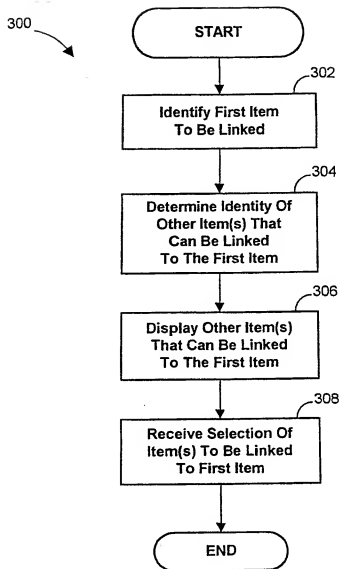 300
START
302
Identify First Item
To Be Linked
304
Determine Identity Of
Other Item(s) That
Can Be Linked
To The First Item
306
Display Other Item(s)
That Can Be Linked
To The First Item
308
Receive Selection Of
Item(s) To Be Linked
To First Item
END